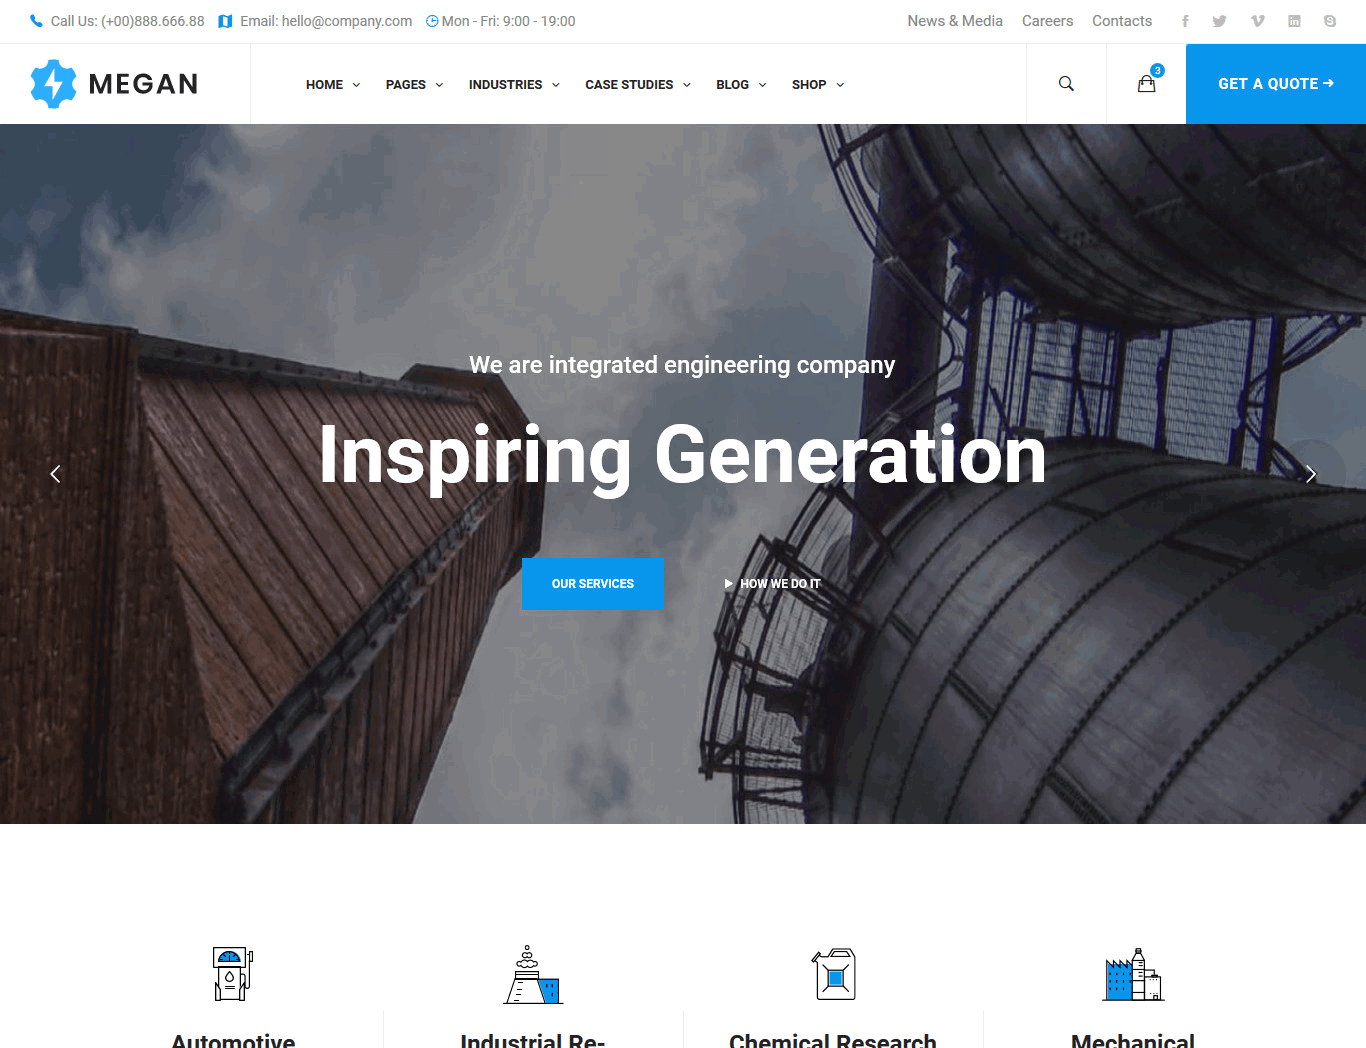 Call Us: (+00)888.666.88 Email: hello@company.com Mon - Fri: 9:00 - 19:00 News & Media Careers Contacts
MEGAN HOME PAGES INDUSTRIES CASE STUDIES BLOG SHOP 3 GET A QUOTE
We are integrated engineering company
Inspiring Generation
OUR SERVICES HOW WE DO IT
Automotive Industrial Re- Chemical Research Mechanical